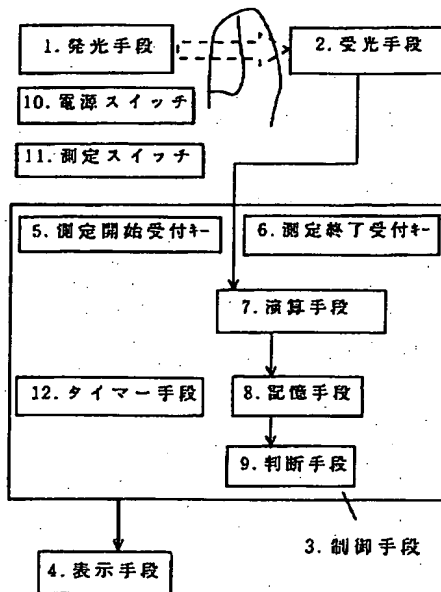 1. 発光手段
2. 受光手段
10. 電源スイッチ
11. 測定スイッチ
5. 測定開始受付キー
6. 測定終了受付キー
7. 演算手段
12. タイマー手段
8. 記憶手段
9. 判断手段
3. 制御手段
4. 表示手段